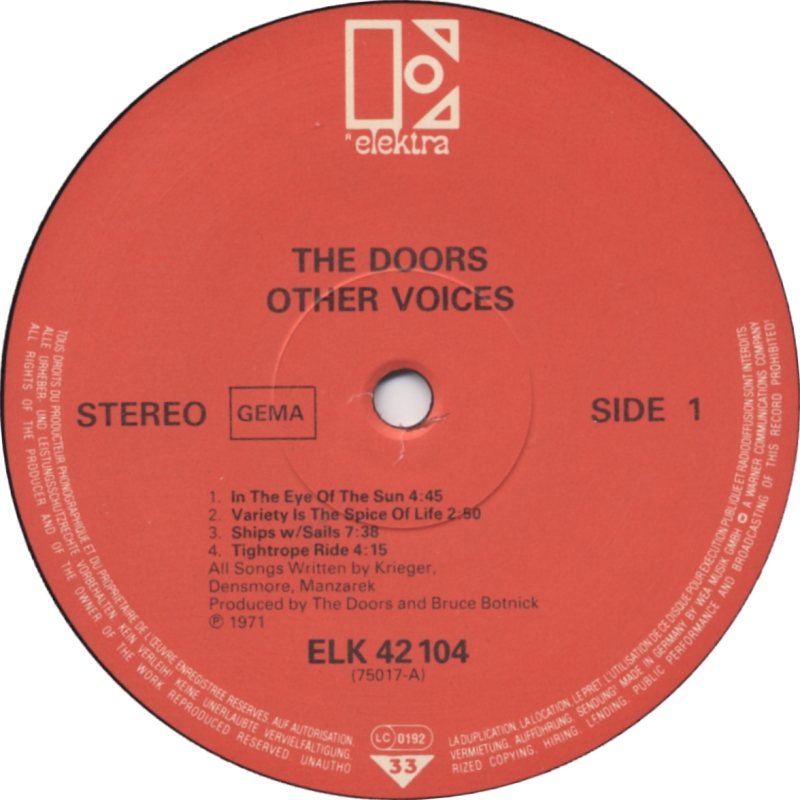 R elektra
THE DOORS
OTHER VOICES
STEREO GEMA SIDE 1
1. In The Eye Of The Sun 4:45
2. Variety Is The Spice Of Life 2:50
3. Ships w/Sails 7:38
4. Tightrope Ride 4:15
All Songs Written by Krieger,
Densmore, Manzarek
Produced by The Doors and Bruce Botnick
℗ 1971
ELK 42 104
(75017-A)
LC 0192
33
TOUS DROITS DU PRODUCTEUR PHONOGRAPHIQUE ET DU PROPRIETAIRE DE L'ŒUVRE ENREGISTREE RESERVES. AUF AUTORISATION.
LA DUPLICATION, LA LOCATION, LE PRET, L'UTILISATION DE CE DISQUE POUR EXECUTION PUBLIQUE ET RADIODIFFUSION SONT INTERDITS.
ALLE URHEBER- UND LEISTUNGSSCHUTZRECHTE VORBEHALTEN. KEIN VERLEIH! KEINE UNERLAUBTE VERVIELFÄLTIGUNG,
VERMIETUNG, AUFFÜHRUNG, SENDUNG! MADE IN GERMANY BY WEA MUSIK GMBH A WARNER COMMUNICATIONS COMPANY
ALL RIGHTS OF THE PRODUCER AND OF THE OWNER OF THE WORK REPRODUCED RESERVED UNAUTHO
RIZED COPYING, HIRING, LENDING, PUBLIC PERFORMANCE AND BROADCASTING OF THIS RECORD PROHIBITED!